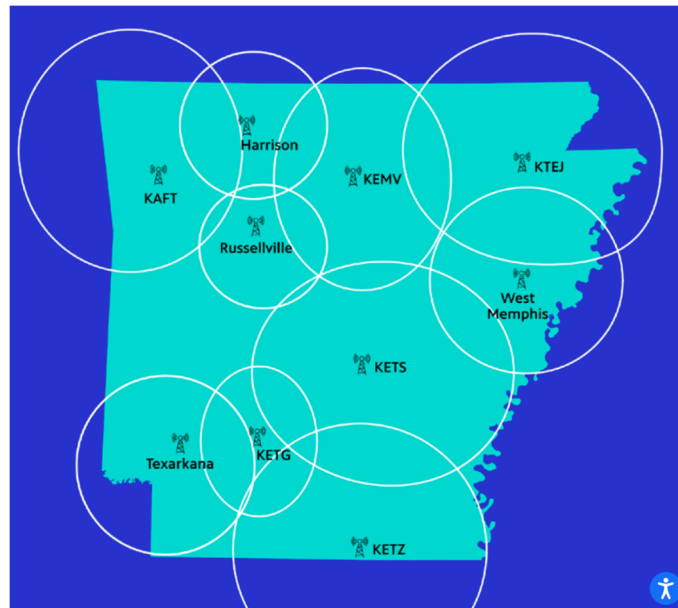 Harrison
KAFT
KEMV
KTEJ
Russellville
West
Memphis
KETS
Texarkana
KETG
KETZ